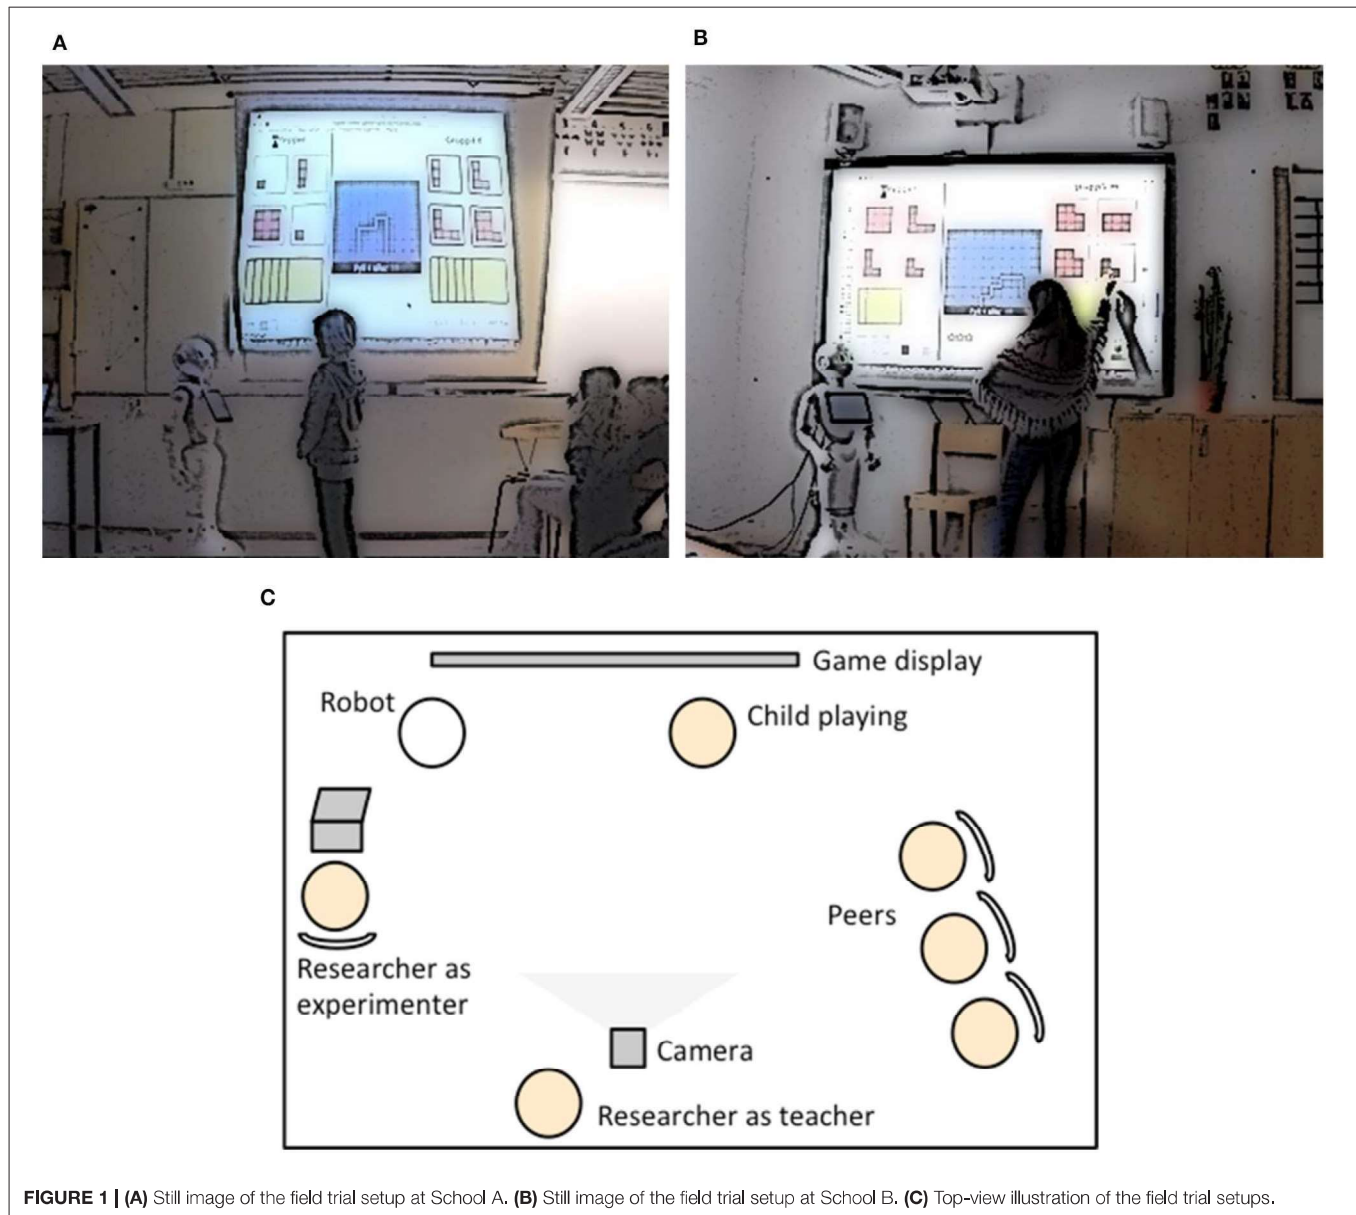 A
B
C
Game display
Robot
Child playing
Peers
Researcher as
experimenter
Camera
Researcher as teacher
FIGURE 1 | (A) Still image of the field trial setup at School A. (B) Still image of the field trial setup at School B. (C) Top-view illustration of the field trial setups.